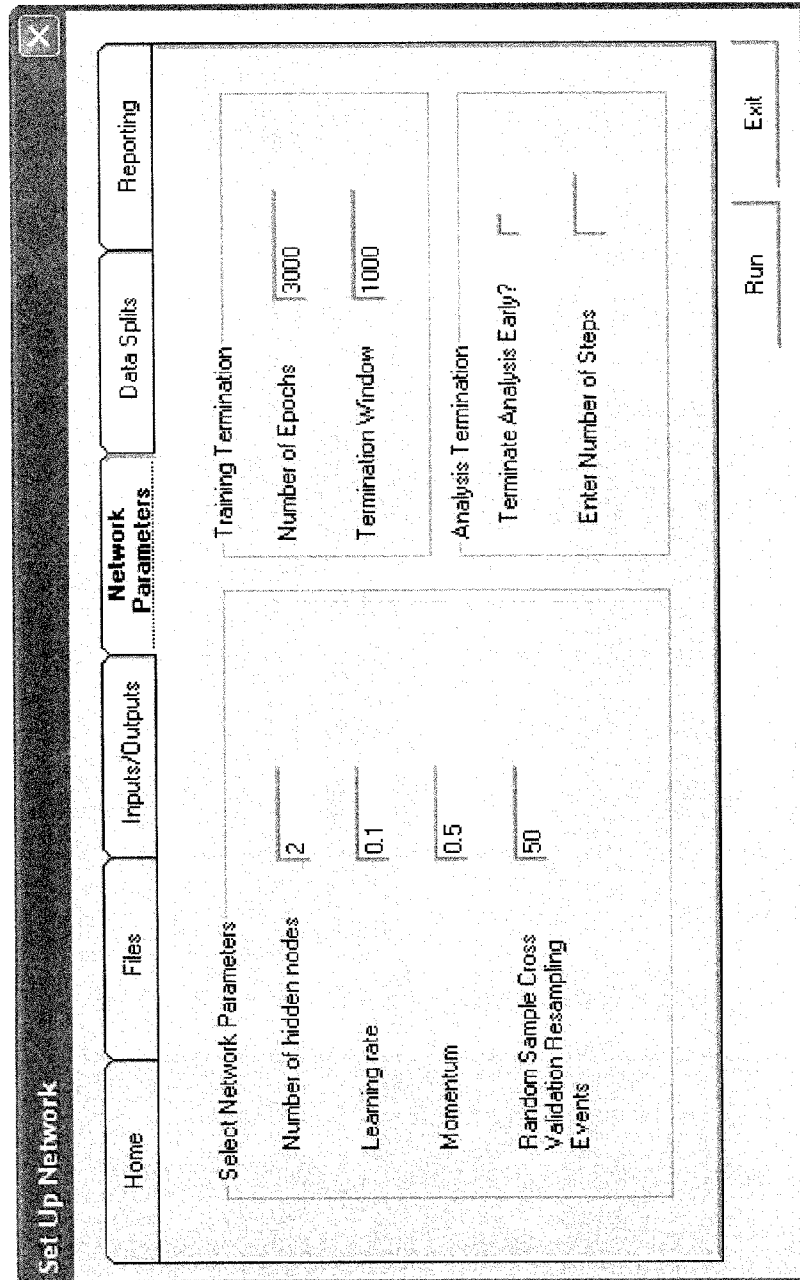 Set Up Network
Home
Files
Inputs/Outputs
Network
Parameters
Data Splits
Reporting
Select Network Parameters
Number of hidden nodes
2
Learning rate
0.1
Momentum
0.5
Random Sample Cross
Validation Resampling
Events
50
Training Termination
Number of Epochs
3000
Termination Window
1000
Analysis Termination
Terminate Analysis Early?
Enter Number of Steps
Run
Exit